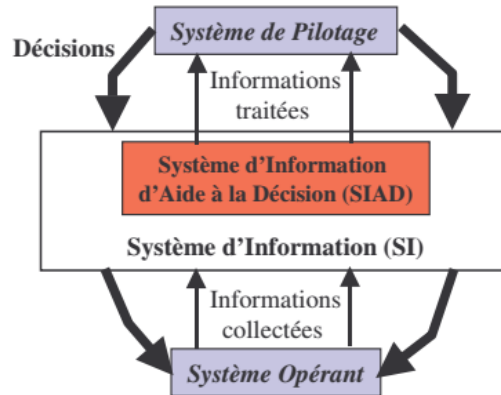 Système de Pilotage
Décisions
Informations
traitées
Système d'Information
d'Aide à la Décision (SIAD)
Système d'Information (SI)
Informations
collectées
Système Opérant